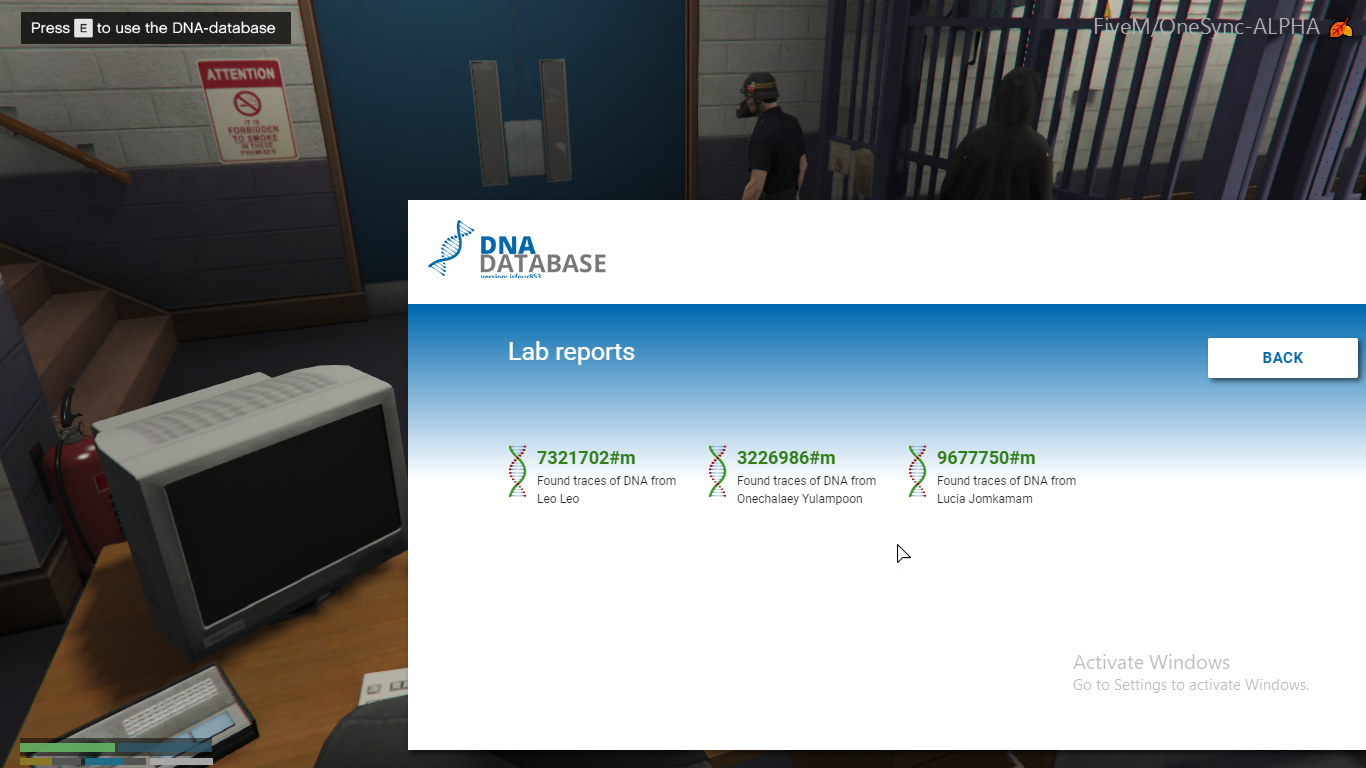 Press E to use the DNA-database
FiveM/OneSync-ALPHA
ATTENTION
IT IS
FORBIDDEN
TO SMOKE
IN THESE
PREMISES
DNA
DATABASE
version: jsfour853
Lab reports
BACK
7321702#m
Found traces of DNA from
Leo Leo
3226986#m
Found traces of DNA from
Onechalaey Yulampoon
9677750#m
Found traces of DNA from
Lucia Jomkamam
Activate Windows
Go to Settings to activate Windows.